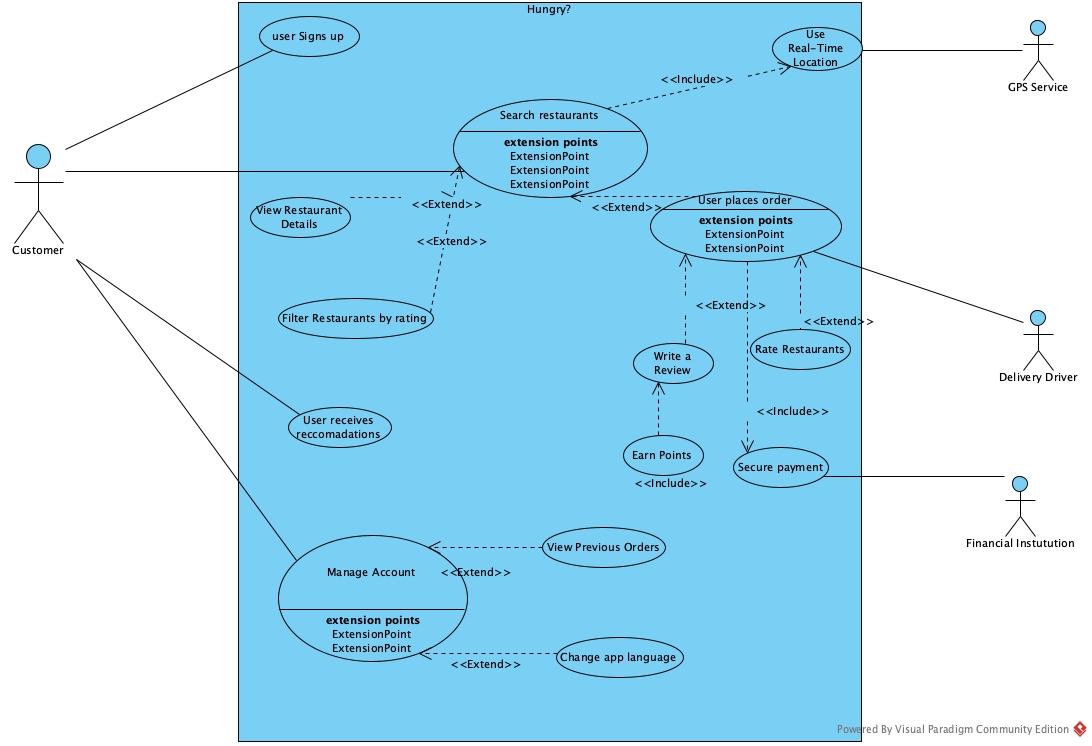 Hungry?
user Signs up
Use
Real-Time
Location
GPS Service
<<Include>>
Search restaurants
extension points
ExtensionPoint
ExtensionPoint
ExtensionPoint
Customer
View Restaurant
Details
<<Extend>>
<<Extend>>
<<Extend>>
User places order
extension points
ExtensionPoint
ExtensionPoint
Filter Restaurants by rating
<<Extend>>
<<Extend>>
Write a
Review
Rate Restaurants
Delivery Driver
User receives
reccomadations
<<Include>>
Earn Points
<<Include>>
Secure payment
Financial Instutution
Manage Account
extension points
ExtensionPoint
ExtensionPoint
View Previous Orders
<<Extend>>
Change app language
<<Extend>>
Powered By Visual Paradigm Community Edition